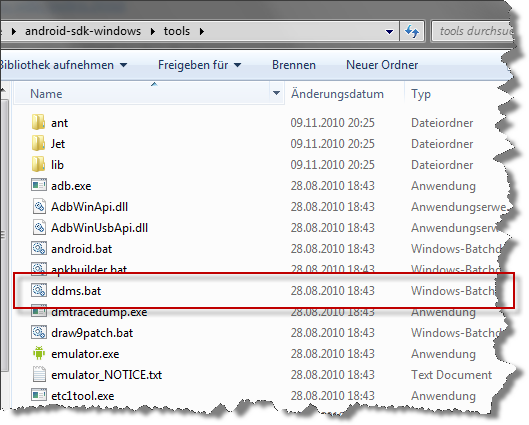 android-sdk-windows tools tools durchsu
Bibliothek aufnehmen Freigeben für Brennen Neuer Ordner
Name Änderungsdatum Typ
ant 09.11.2010 20:25 Dateiordner
Jet 09.11.2010 20:25 Dateiordner
lib 09.11.2010 20:25 Dateiordner
adb.exe 28.08.2010 18:43 Anwendung
AdbWinApi.dll 28.08.2010 18:43 Anwendungserwe
AdbWinUsbApi.dll 28.08.2010 18:43 Anwendungserwe
android.bat 28.08.2010 18:43 Windows-Batchd
apkbuilder.bat 28.08.2010 18:43 Windows-Batchd
ddms.bat 28.08.2010 18:43 Windows-Batch
dmtracedump.exe 28.08.2010 18:43 Anwendung
draw9patch.bat 28.08.2010 18:43 Windows-Batchd
emulator.exe 28.08.2010 18:43 Anwendung
emulator_NOTICE.txt 28.08.2010 18:43 Text Document
etc1tool.exe 28.08.2010 18:43 Anwendung